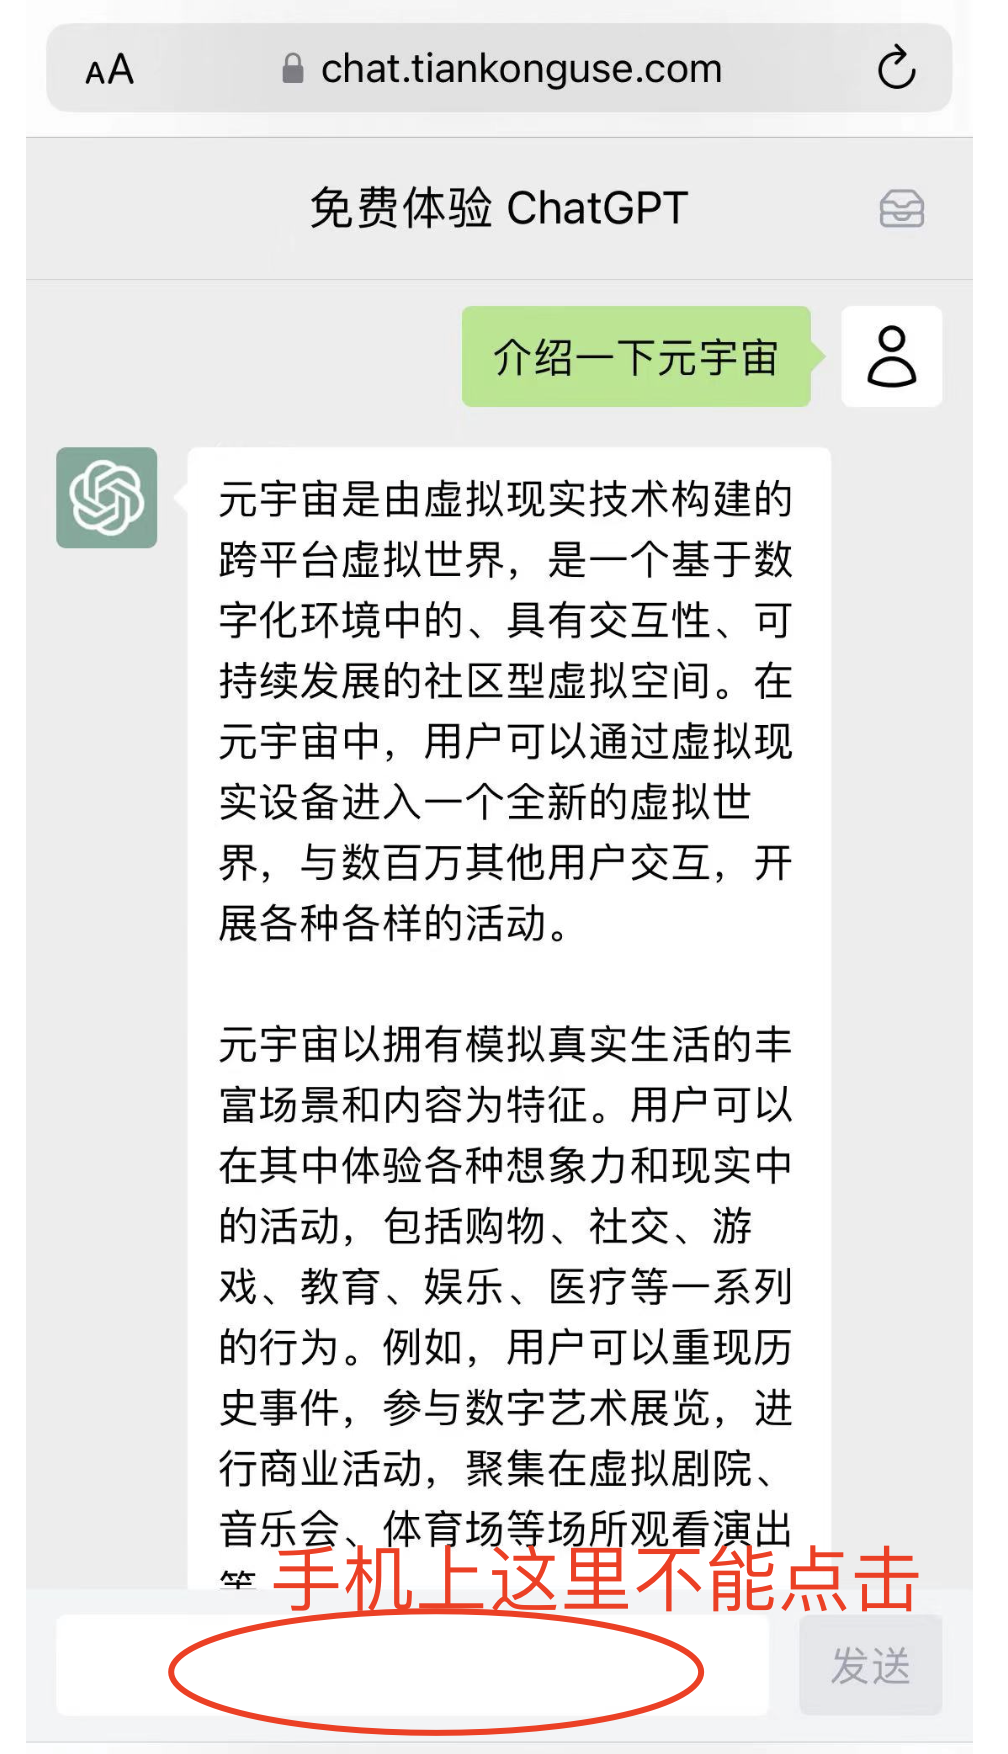 AA chat.tiankonguse.com
免费体验 ChatGPT
介绍一下元宇宙
元宇宙是由虚拟现实技术构建的
跨平台虚拟世界，是一个基于数
字化环境中的、具有交互性、可
持续发展的社区型虚拟空间。在
元宇宙中，用户可以通过虚拟现
实设备进入一个全新的虚拟世
界，与数百万其他用户交互，开
展各种各样的活动。
元宇宙以拥有模拟真实生活的丰
富场景和内容为特征。用户可以
在其中体验各种想象力和现实中
的活动，包括购物、社交、游
戏、教育、娱乐、医疗等一系列
的行为。例如，用户可以重现历
史事件，参与数字艺术展览，进
行商业活动，聚集在虚拟剧院、
音乐会、体育场等场所观看演出
等
手机上这里不能点击
发送